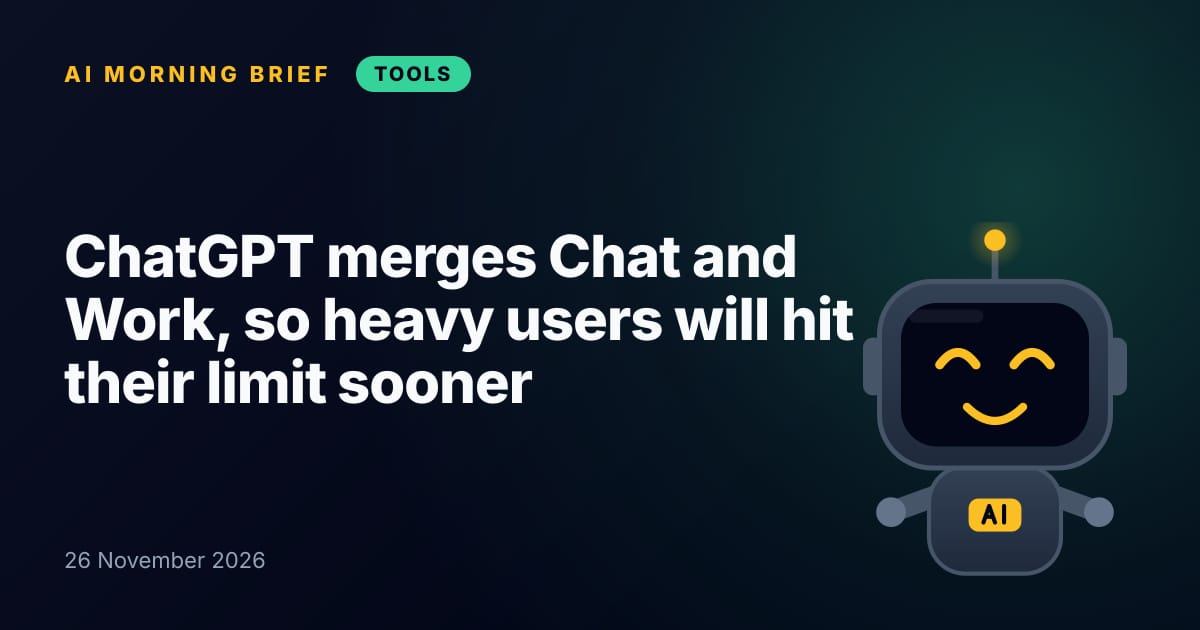 AI MORNING BRIEF TOOLS
ChatGPT merges Chat and
Work, so heavy users will hit
their limit sooner
AI
26 November 2026